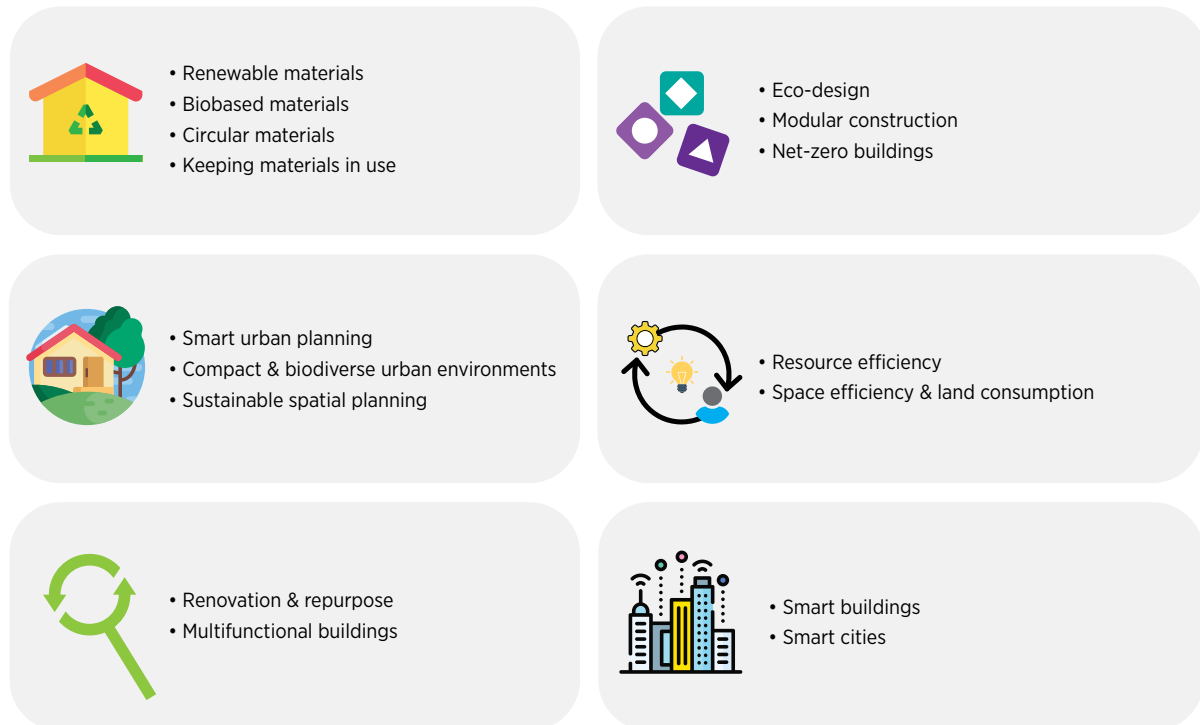 • Renewable materials
• Biobased materials
• Circular materials
• Keeping materials in use
• Eco-design
• Modular construction
• Net-zero buildings
• Smart urban planning
• Compact & biodiverse urban environments
• Sustainable spatial planning
• Resource efficiency
• Space efficiency & land consumption
• Renovation & repurpose
• Multifunctional buildings
• Smart buildings
• Smart cities